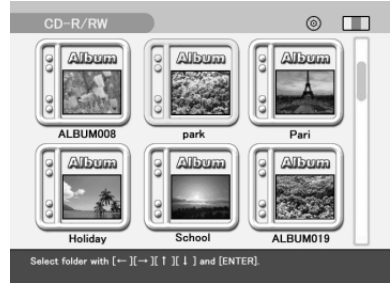 CD-R/RW
Album Album Album
ALBUM008 park Pari
Album Album Album
Holiday School ALBUM019
Select folder with [←][→][↑][↓] and [ENTER].